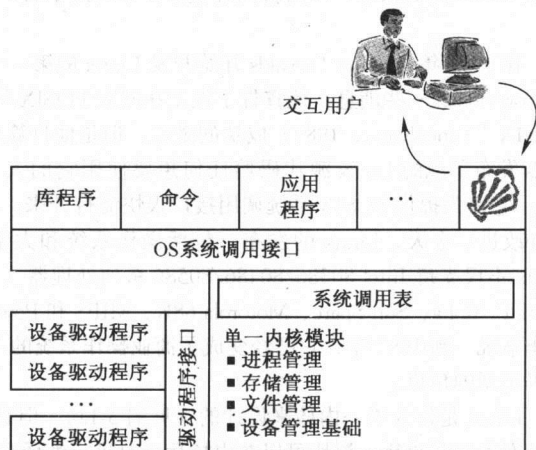 交互用户
库程序
命令
应用
程序
……
OS系统调用接口
系统调用表
设备驱动程序
设备驱动程序
…
设备驱动程序
驱动程序接口
单一内核模块
▪进程管理
▪存储管理
▪文件管理
▪设备管理基础